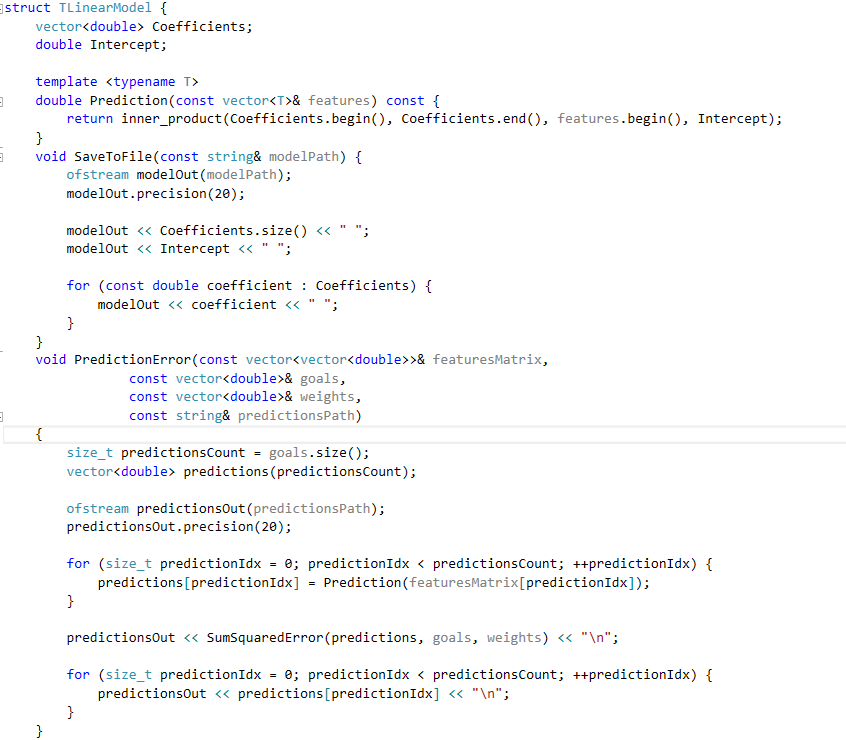 struct TLinearModel {
    vector<double> Coefficients;
    double Intercept;

    template <typename T>
    double Prediction(const vector<T>& features) const {
        return inner_product(Coefficients.begin(), Coefficients.end(), features.begin(), Intercept);
    }
    void SaveToFile(const string& modelPath) {
        ofstream modelOut(modelPath);
        modelOut.precision(20);

        modelOut << Coefficients.size() << " ";
        modelOut << Intercept << " ";

        for (const double coefficient : Coefficients) {
            modelOut << coefficient << " ";
        }
    }
    void PredictionError(const vector<vector<double>>& featuresMatrix,
                const vector<double>& goals,
                const vector<double>& weights,
                const string& predictionsPath)
    {
        size_t predictionsCount = goals.size();
        vector<double> predictions(predictionsCount);

        ofstream predictionsOut(predictionsPath);
        predictionsOut.precision(20);

        for (size_t predictionIdx = 0; predictionIdx < predictionsCount; ++predictionIdx) {
            predictions[predictionIdx] = Prediction(featuresMatrix[predictionIdx]);
        }

        predictionsOut << SumSquaredError(predictions, goals, weights) << "\n";

        for (size_t predictionIdx = 0; predictionIdx < predictionsCount; ++predictionIdx) {
            predictionsOut << predictions[predictionIdx] << "\n";
        }
    }